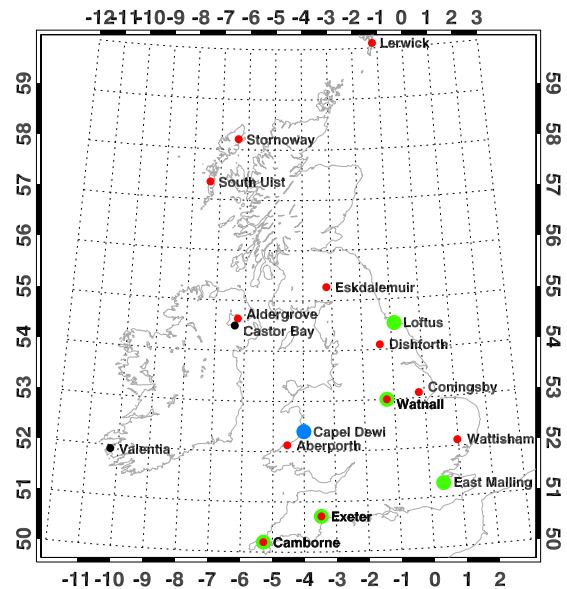 -12 -11 -10 -9 -8 -7 -6 -5 -4 -3 -2 -1 0 1 2 3
Lerwick
59 59
Stornoway
58 58
South Uist
57 57
56 56
Eskdalemuir
55 55
Aldergrove
Loftus
Castor Bay
54 54
Dishforth
Coningsby
53 53
Watnall
Capel Dewi
Wattisham
52 52
Aberporth
Valentia
East Malling
51 51
Exeter
50 50
Camborne
-11 -10 -9 -8 -7 -6 -5 -4 -3 -2 -1 0 1 2